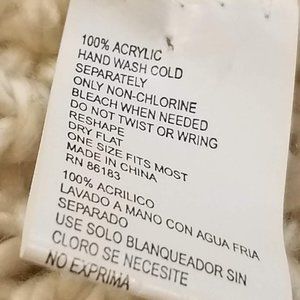 100% ACRYLIC
HAND WASH COLD
SEPARATELY
ONLY NON-CHLORINE
BLEACH WHEN NEEDED
DO NOT TWIST OR WRING
RESHAPE
DRY FLAT
ONE SIZE FITS MOST
MADE IN CHINA
RN 86183
100% ACRILICO
LAVADO A MANO CON AGUA FRIA
SEPARADO
USE SOLO BLANQUEADOR SIN
CLORO SE NECESITE
NO EXPRIMA